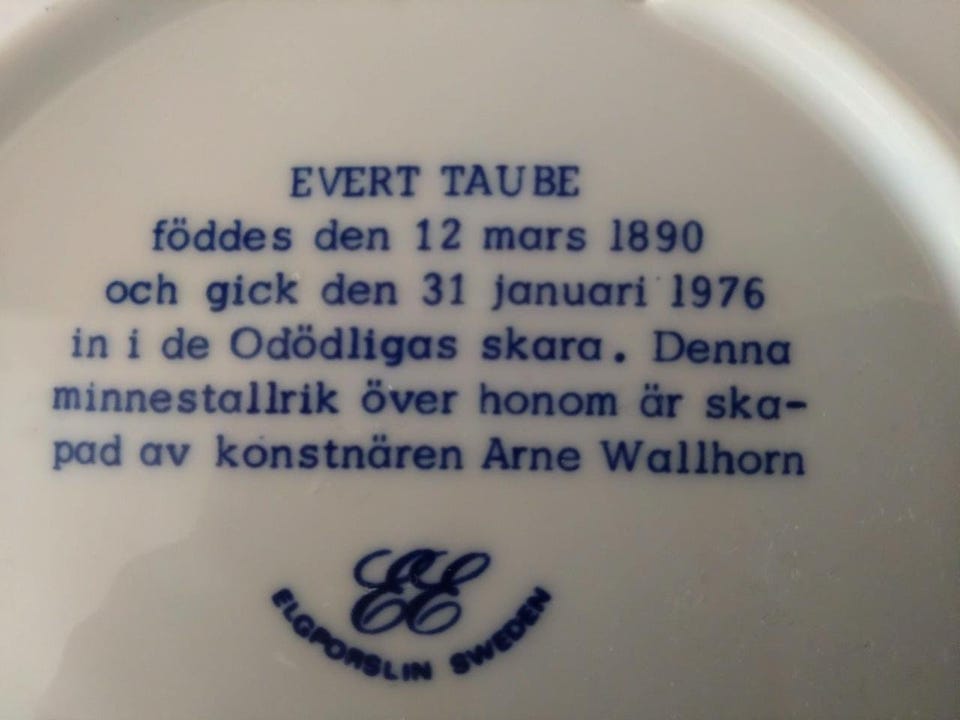 EVERT TAUBE
föddes den 12 mars 1890
och gick den 31 januari 1976
in i de Odödligas skara. Denna
minnestallrik över honom är ska-
pad av konstnären Arne Wallhorn
EE
ELGPORSLIN SWEDEN